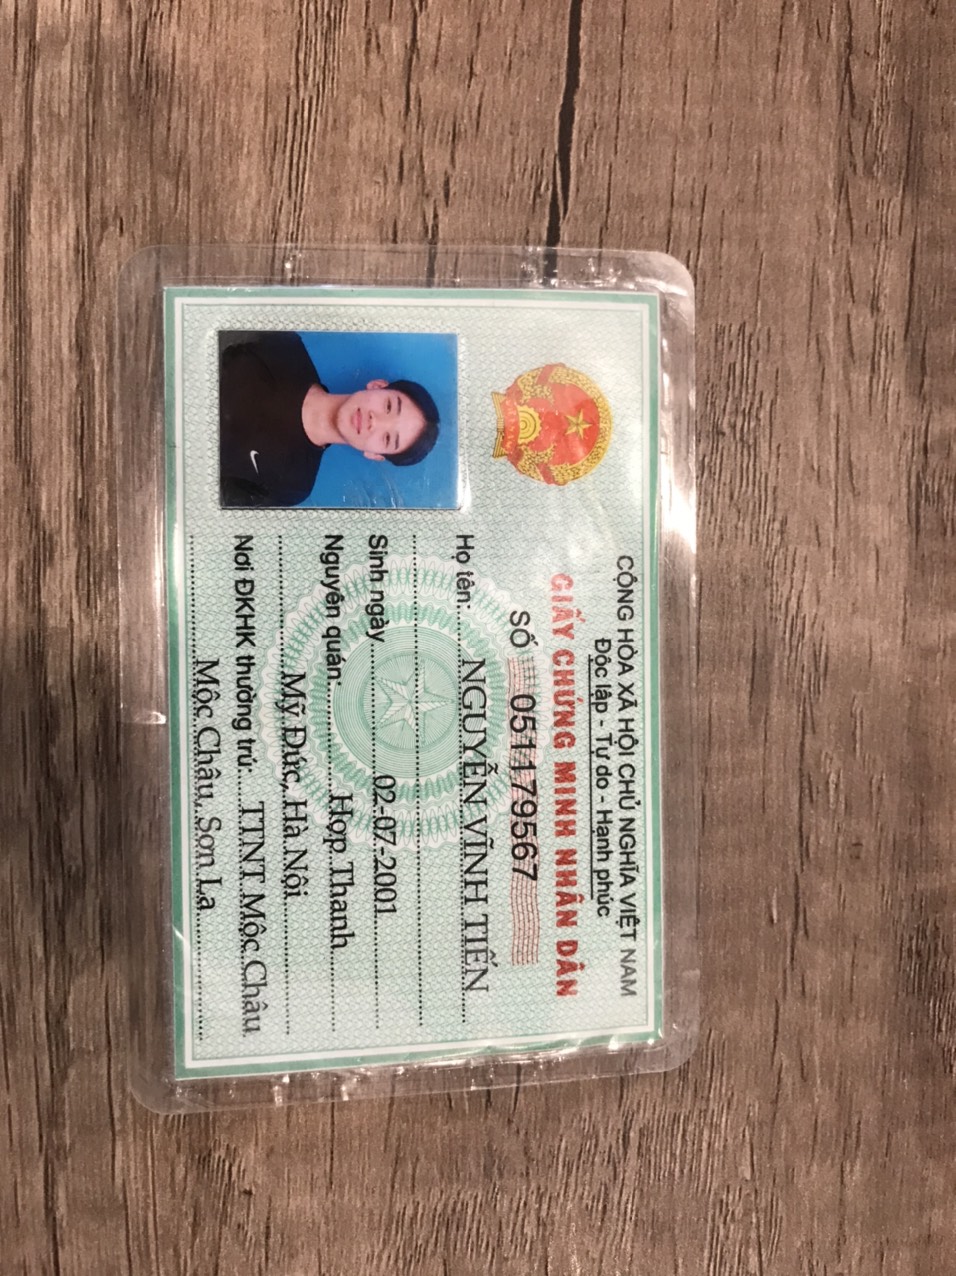 CỘNG HÒA XÃ HỘI CHỦ NGHĨA VIỆT NAM
Độc lập - Tự do - Hạnh phúc
GIẤY CHỨNG MINH NHÂN DÂN
SỐ 051179567
Họ tên: NGUYỄN VĨNH TIẾN
Sinh ngày 02-07-2001
Nguyên quán: Hợp Thanh
Mỹ Đức, Hà Nội
Nơi ĐKHK thường trú: TTNT Mộc Châu
Mộc Châu, Sơn La